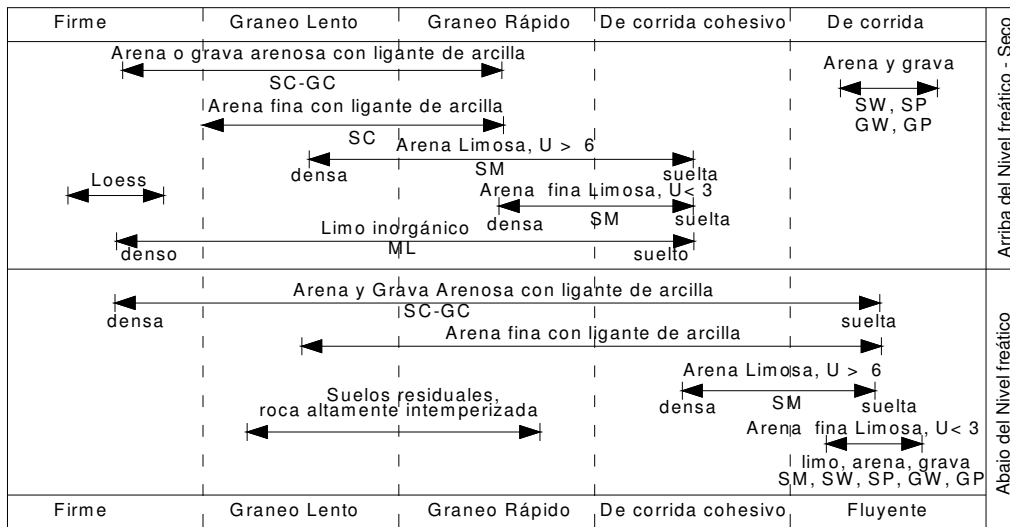 Firme Graneo Lento Graneo Rápido De corrida cohesivo De corrida
Arena o grava arenosa con ligante de arcilla
SC-GC
Arena y grava
SW, SP
GW, GP
Arena fina con ligante de arcilla
SC
Arena Limosa, U > 6
densa SM suelta
Loess
Arena fina Limosa, U< 3
densa SM suelta
Limo inorgánico
denso ML suelto
Arriba del Nivel freático - Seco
Arena y Grava Arenosa con ligante de arcilla
densa SC-GC suelta
Arena fina con ligante de arcilla
Arena Limosa, U > 6
densa SM suelta
Suelos residuales,
roca altamente intemperizada
Arena fina Limosa, U< 3
limo, arena, grava
SM, SW, SP, GW, GP
Abajo del Nivel freático
Firme Graneo Lento Graneo Rápido De corrida cohesivo Fluyente